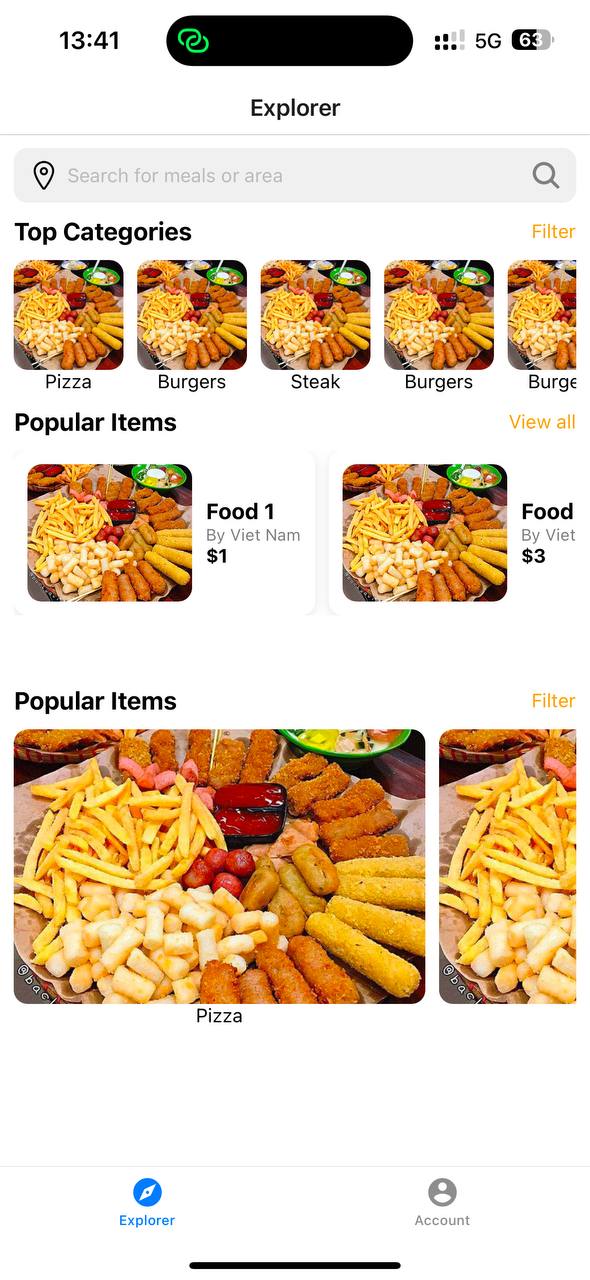 13:41
5G
63
Explorer
Search for meals or area
Top Categories
Filter
Pizza
Burgers
Steak
Burgers
Burge
Popular Items
View all
Food 1
By Viet Nam
$1
Food
By Viet
$3
Popular Items
Filter
@bac
Pizza
Explorer
Account